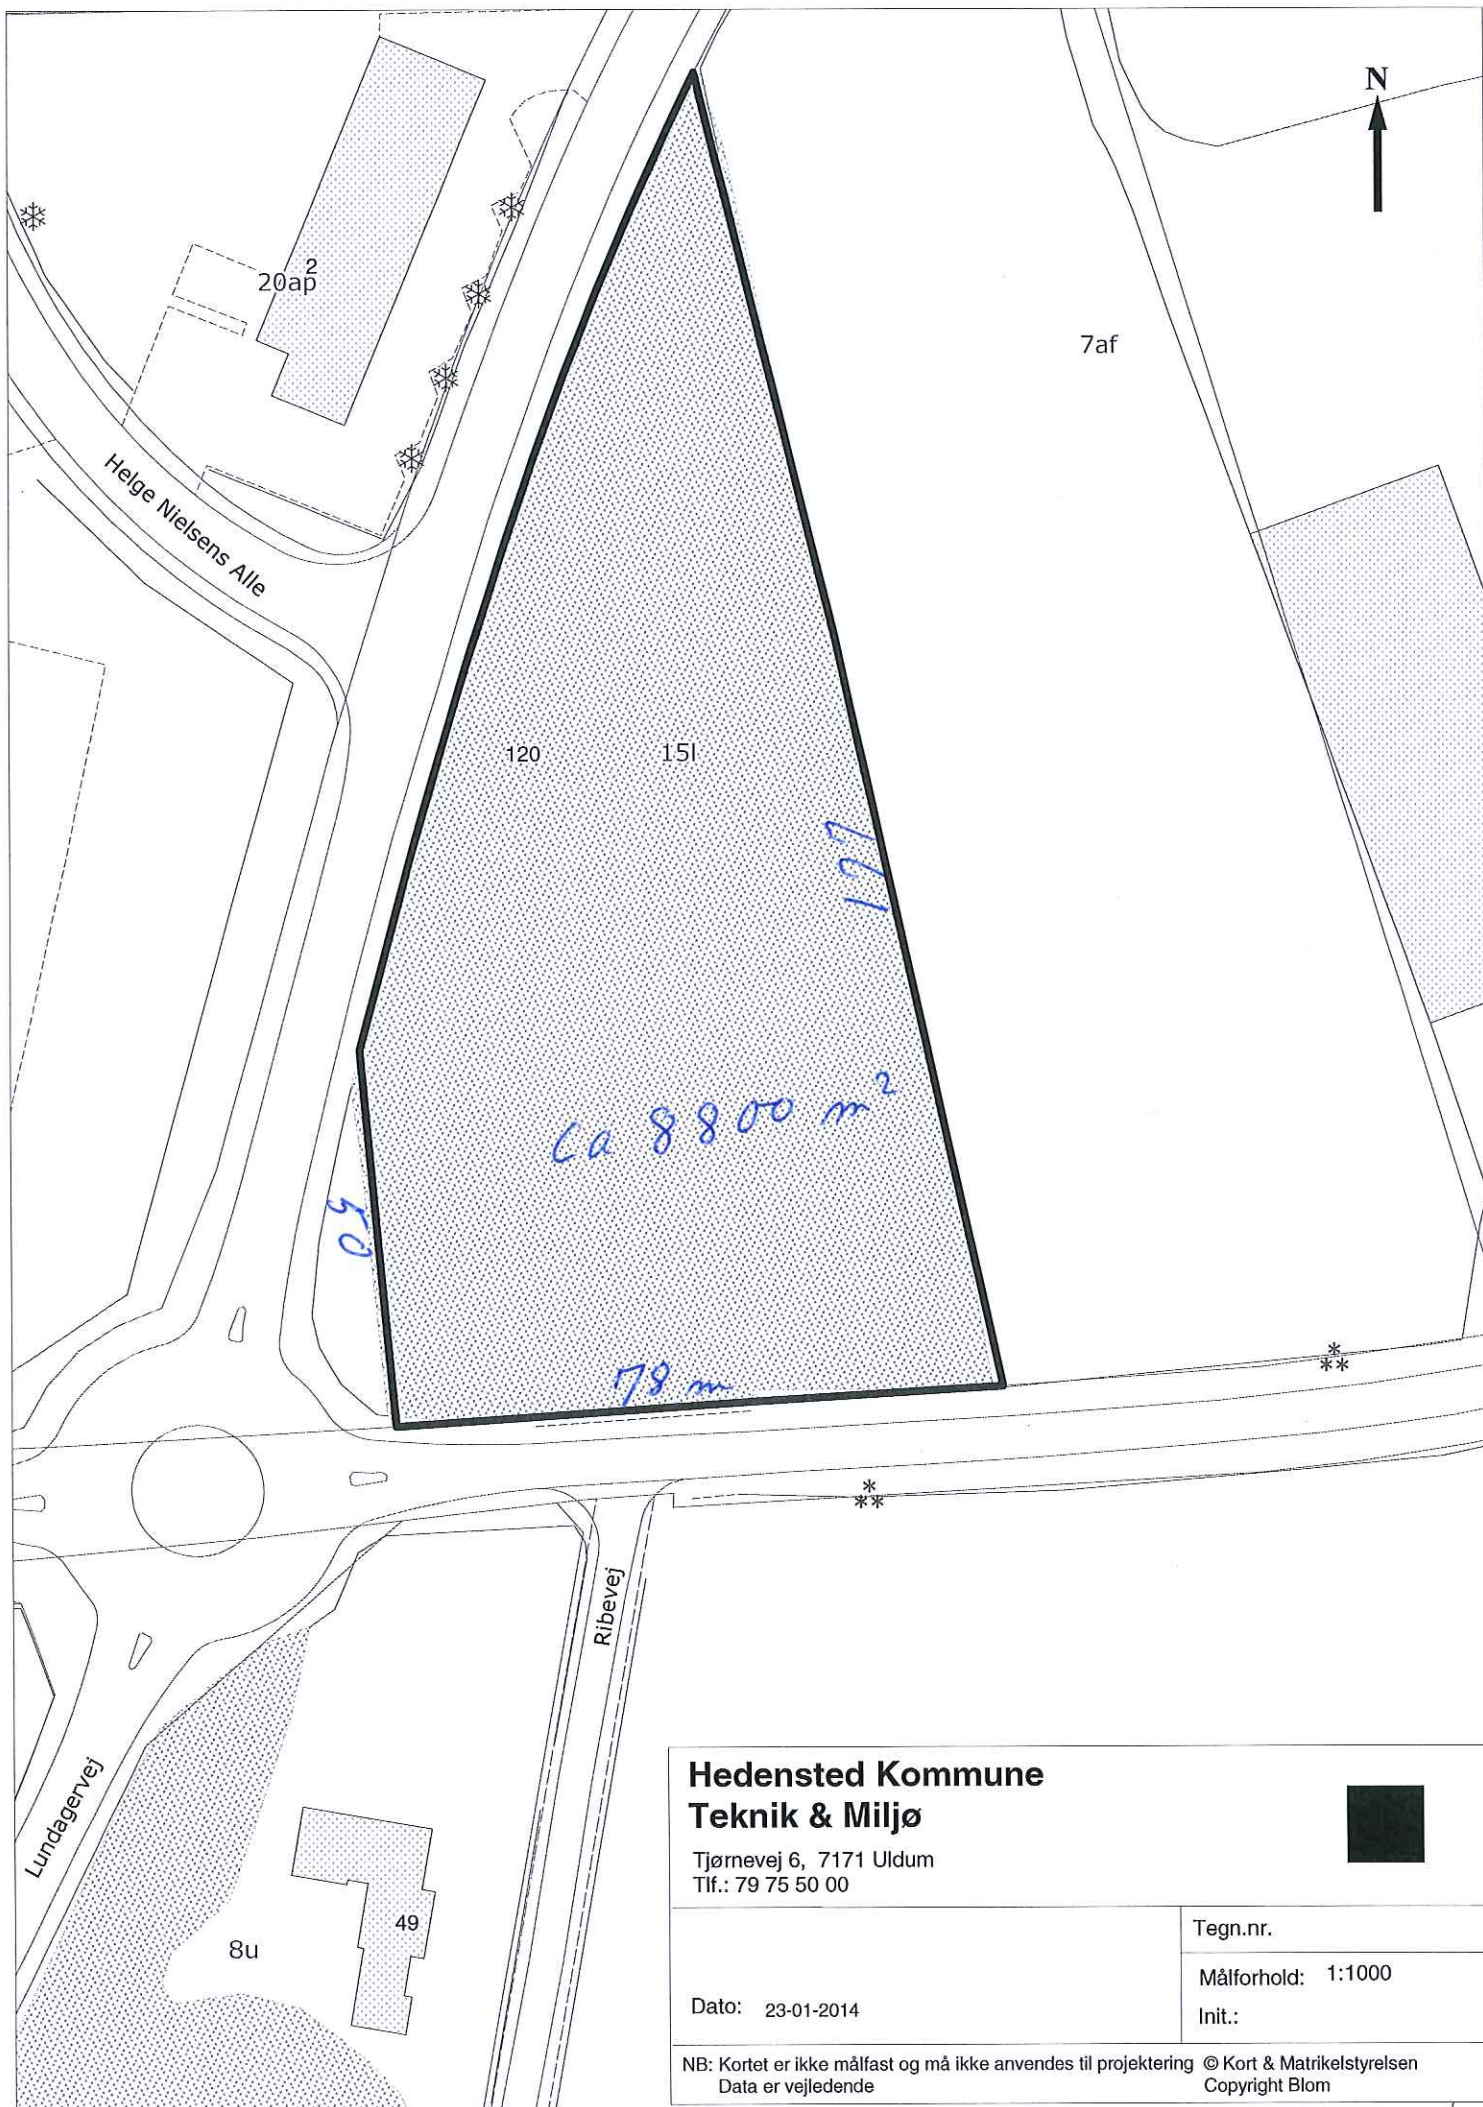 N
2
20ap
7af
Helge Nielsens Alle
120
15l
177
Ca 8800 m²
50
78 m
Ribevej
Lundagervej
49
8u
Hedensted Kommune
Teknik & Miljø
Tjørnevej 6, 7171 Uldum
Tlf.: 79 75 50 00
Tegn.nr.
Målforhold: 1:1000
Dato: 23-01-2014
Init.:
NB: Kortet er ikke målfast og må ikke anvendes til projektering
Data er vejledende
© Kort & Matrikelstyrelsen
Copyright Blom